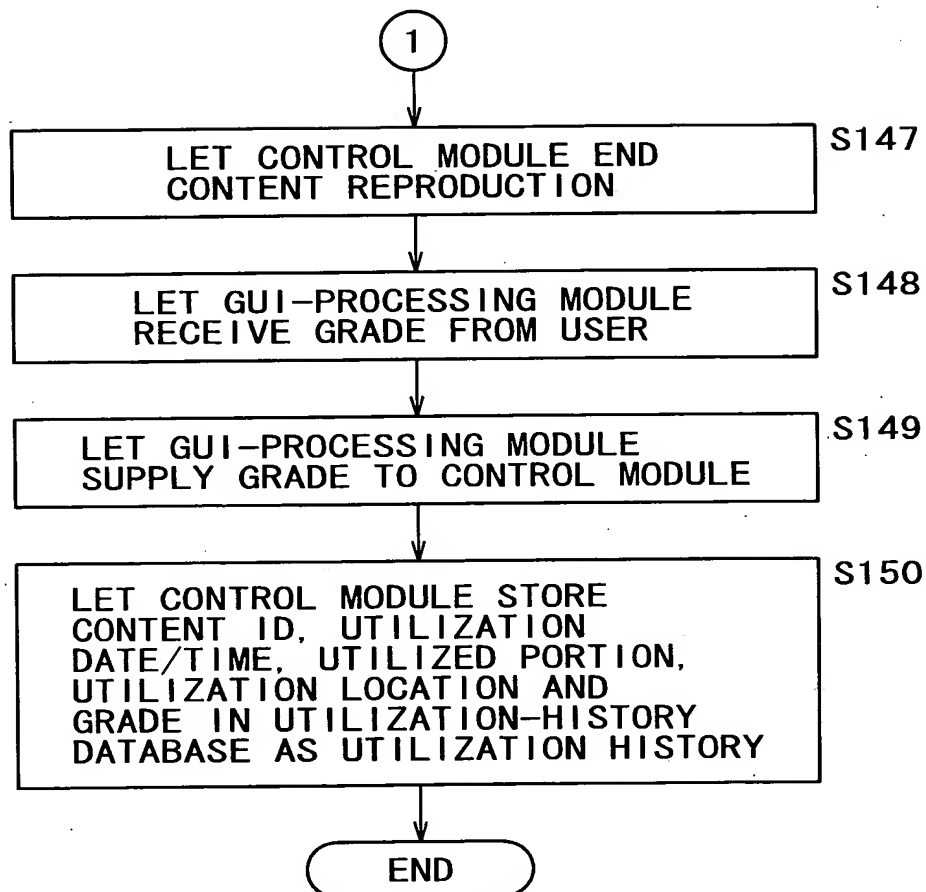 1
LET CONTROL MODULE END
CONTENT REPRODUCTION
S147
LET GUI-PROCESSING MODULE
RECEIVE GRADE FROM USER
S148
LET GUI-PROCESSING MODULE
SUPPLY GRADE TO CONTROL MODULE
S149
LET CONTROL MODULE STORE
CONTENT ID, UTILIZATION
DATE/TIME, UTILIZED PORTION,
UTILIZATION LOCATION AND
GRADE IN UTILIZATION-HISTORY
DATABASE AS UTILIZATION HISTORY
S150
END